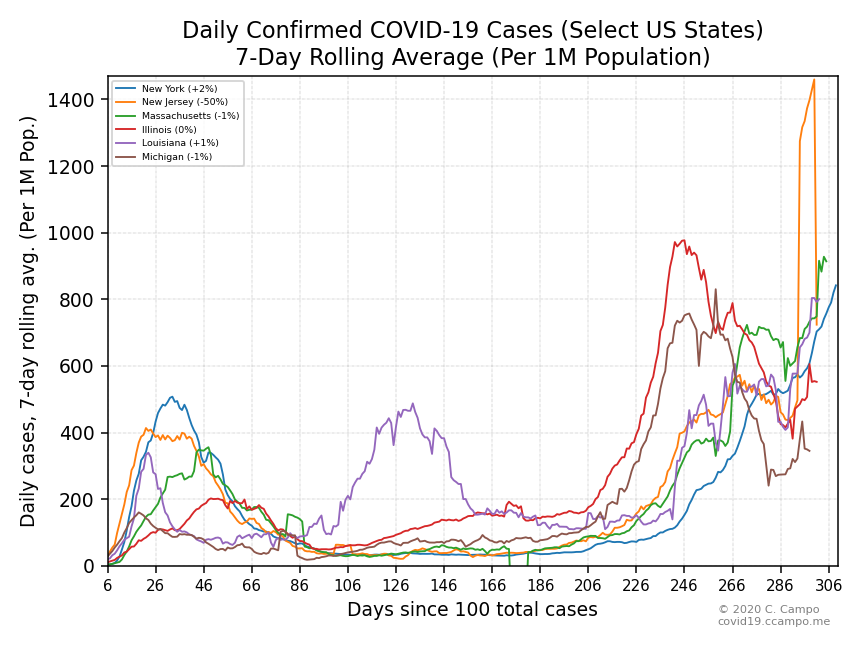 Daily Confirmed COVID-19 Cases (Select US States)
7-Day Rolling Average (Per 1M Population)
Daily cases, 7-day rolling avg. (Per 1M Pop.)
1400
1200
1000
800
600
400
200
0
New York (+2%)
New Jersey (-50%)
Massachusetts (-1%)
Illinois (0%)
Louisiana (+1%)
Michigan (-1%)
6 26 46 66 86 106 126 146 166 186 206 226 246 266 286 306
Days since 100 total cases
© 2020 C. Campo
covid19.ccampo.me